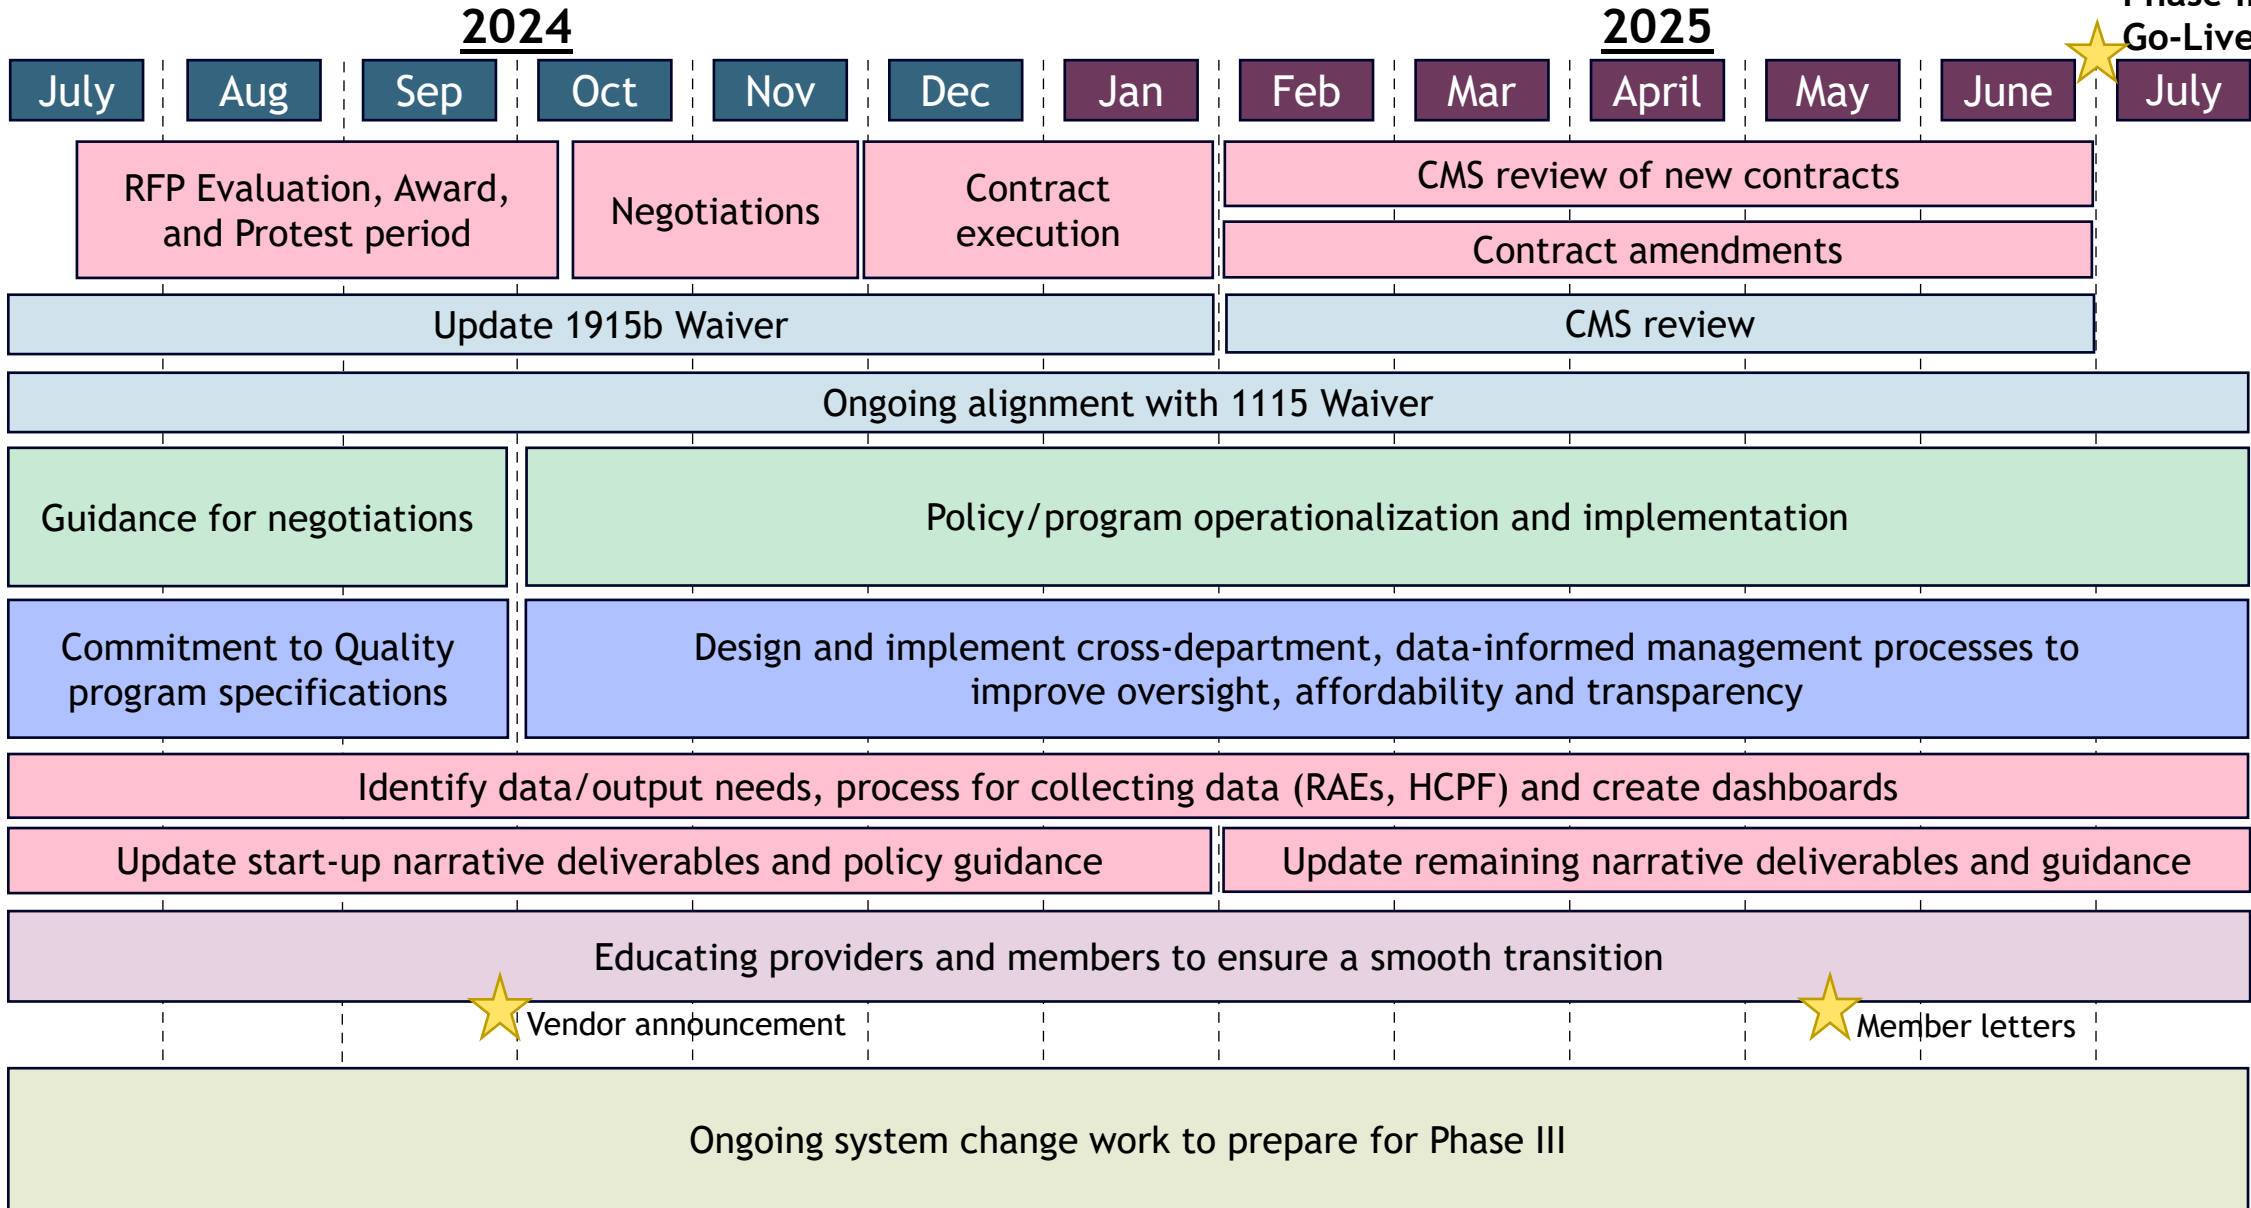 2024
2025
Phase
Go-Live
July
Aug
Sep
Oct
Nov
Dec
Jan
Feb
Mar
April
May
June
July
RFP Evaluation, Award,
and Protest period
Negotiations
Contract
execution
CMS review of new contracts
Contract amendments
Update 1915b Waiver
CMS review
Ongoing alignment with 1115 Waiver
Guidance for negotiations
Policy/program operationalization and implementation
Commitment to Quality
program specifications
Design and implement cross-department, data-informed management processes to
improve oversight, affordability and transparency
Identify data/output needs, process for collecting data (RAEs, HCPF) and create dashboards
Update start-up narrative deliverables and policy guidance
Update remaining narrative deliverables and guidance
Educating providers and members to ensure a smooth transition
Vendor announcement
Member letters
Ongoing system change work to prepare for Phase III